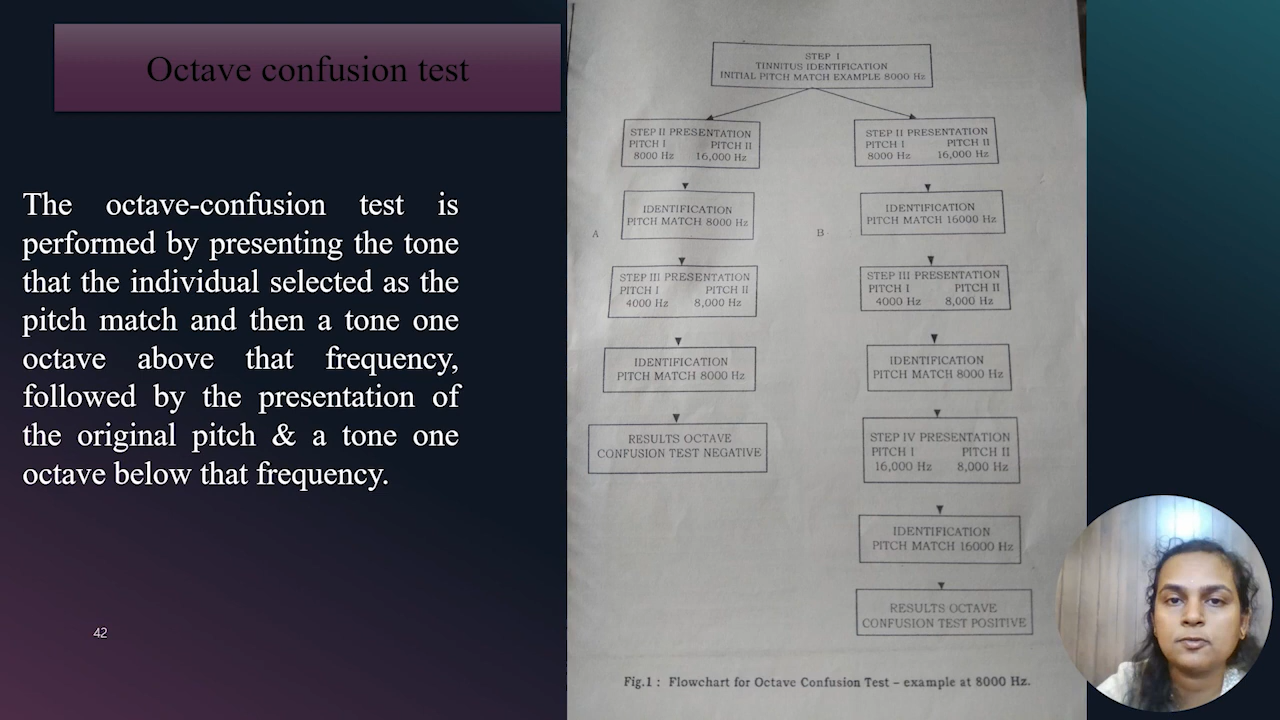 Octave confusion test
The octave-confusion test is
performed by presenting the tone
that the individual selected as the
pitch match and then a tone one
octave above that frequency,
followed by the presentation of
the original pitch & a tone one
octave below that frequency.
42
STEP I
TINNITUS IDENTIFICATION
INITIAL PITCH MATCH EXAMPLE 8000 Hz
STEP II PRESENTATION
PITCH I PITCH II
8000 Hz 16,000 Hz
IDENTIFICATION
PITCH MATCH 8000 Hz
A
STEP III PRESENTATION
PITCH I PITCH II
4000 Hz 8,000 Hz
IDENTIFICATION
PITCH MATCH 8000 Hz
RESULTS OCTAVE
CONFUSION TEST NEGATIVE
STEP II PRESENTATION
PITCH I PITCH II
8000 Hz 16,000 Hz
IDENTIFICATION
PITCH MATCH 16000 Hz
B
STEP III PRESENTATION
PITCH I PITCH II
4000 Hz 8,000 Hz
IDENTIFICATION
PITCH MATCH 8000 Hz
STEP IV PRESENTATION
PITCH I PITCH II
16,000 Hz 8,000 Hz
IDENTIFICATION
PITCH MATCH 16000 Hz
RESULTS OCTAVE
CONFUSION TEST POSITIVE
Fig.1 : Flowchart for Octave Confusion Test – example at 8000 Hz.